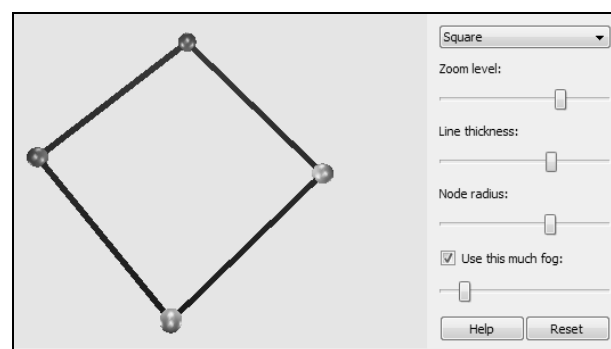 Square
Zoom level:
Line thickness:
Node radius:
Use this much fog:
Help Reset